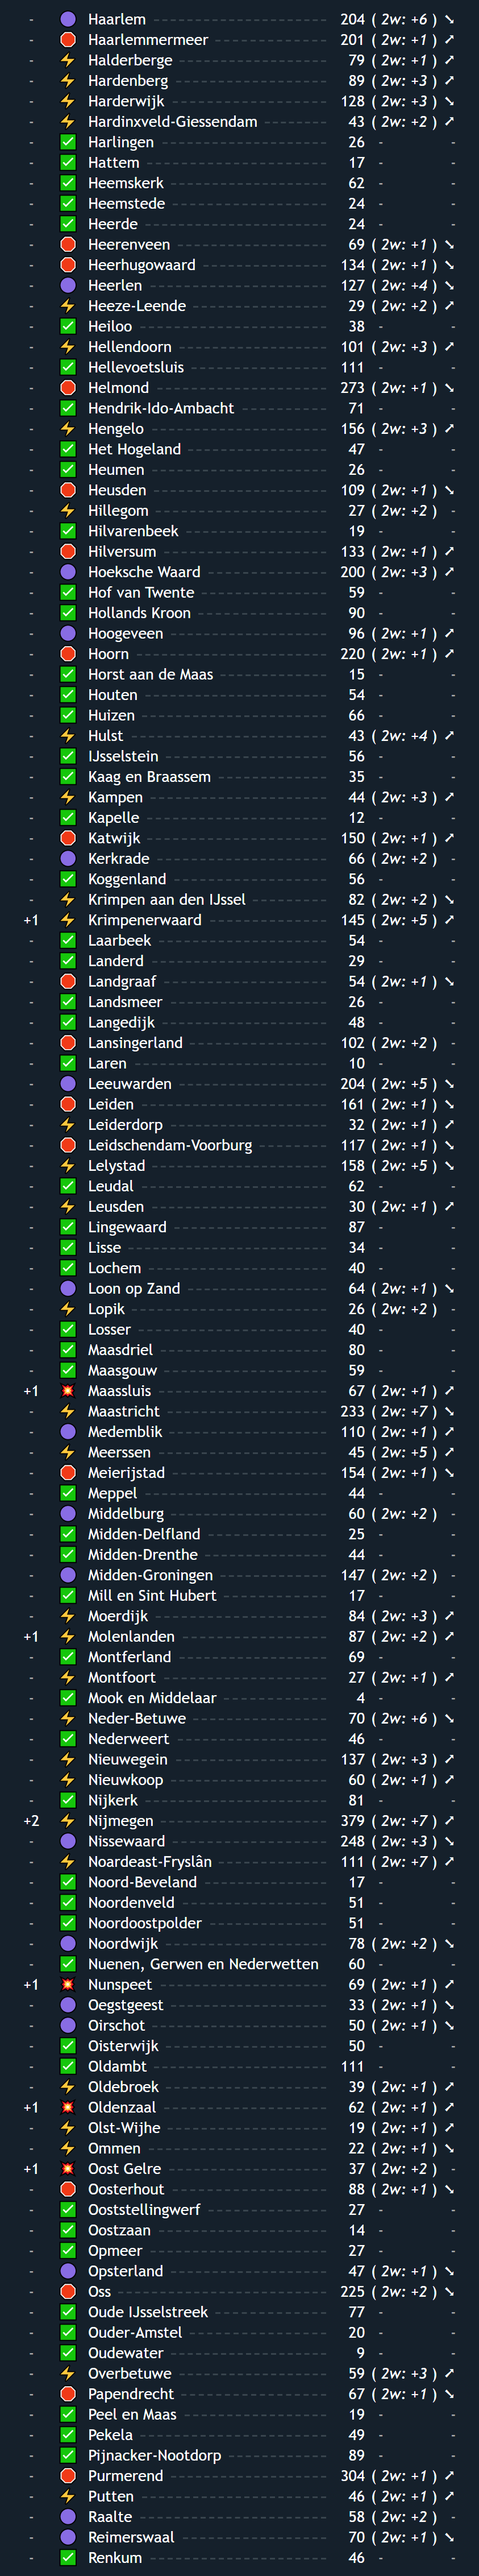 - Haarlem 204 ( 2w: +6 ) ↘
- Haarlemmermeer 201 ( 2w: +1 ) ↗
- Halderberge 79 ( 2w: +1 ) ↗
- Hardenberg 89 ( 2w: +3 ) ↗
- Harderwijk 128 ( 2w: +3 ) ↘
- Hardinxveld-Giessendam 43 ( 2w: +2 ) ↗
- Harlingen 26 - -
- Hattem 17 - -
- Heemskerk 62 - -
- Heemstede 24 - -
- Heerde 24 - -
- Heerenveen 69 ( 2w: +1 ) ↘
- Heerhugowaard 134 ( 2w: +1 ) ↘
- Heerlen 127 ( 2w: +4 ) ↘
- Heeze-Leende 29 ( 2w: +2 ) ↗
- Heiloo 38 - -
- Hellendoorn 101 ( 2w: +3 ) ↗
- Hellevoetsluis 111 - -
- Helmond 273 ( 2w: +1 ) ↘
- Hendrik-Ido-Ambacht 71 - -
- Hengelo 156 ( 2w: +3 ) ↗
- Het Hogeland 47 - -
- Heumen 26 - -
- Heusden 109 ( 2w: +1 ) ↘
- Hillegom 27 ( 2w: +2 ) -
- Hilvarenbeek 19 - -
- Hilversum 133 ( 2w: +1 ) ↗
- Hoeksche Waard 200 ( 2w: +3 ) ↗
- Hof van Twente 59 - -
- Hollands Kroon 90 - -
- Hoogeveen 96 ( 2w: +1 ) ↗
- Hoorn 220 ( 2w: +1 ) ↗
- Horst aan de Maas 15 - -
- Houten 54 - -
- Huizen 66 - -
- Hulst 43 ( 2w: +4 ) ↗
- IJsselstein 56 - -
- Kaag en Braassem 35 - -
- Kampen 44 ( 2w: +3 ) ↗
- Kapelle 12 - -
- Katwijk 150 ( 2w: +1 ) ↗
- Kerkrade 66 ( 2w: +2 ) -
- Koggenland 56 - -
- Krimpen aan den IJssel 82 ( 2w: +2 ) ↘
+1 Krimpenerwaard 145 ( 2w: +5 ) ↗
- Laarbeek 54 - -
- Landerd 29 - -
- Landgraaf 54 ( 2w: +1 ) ↘
- Landsmeer 26 - -
- Langedijk 48 - -
- Lansingerland 102 ( 2w: +2 ) -
- Laren 10 - -
- Leeuwarden 204 ( 2w: +5 ) ↘
- Leiden 161 ( 2w: +1 ) ↘
- Leiderdorp 32 ( 2w: +1 ) ↗
- Leidschendam-Voorburg 117 ( 2w: +1 ) ↘
- Lelystad 158 ( 2w: +5 ) ↘
- Leudal 62 - -
- Leusden 30 ( 2w: +1 ) ↗
- Lingewaard 87 - -
- Lisse 34 - -
- Lochem 40 - -
- Loon op Zand 64 ( 2w: +1 ) ↘
- Lopik 26 ( 2w: +2 ) -
- Losser 40 - -
- Maasdriel 80 - -
- Maasgouw 59 - -
+1 Maassluis 67 ( 2w: +1 ) ↗
- Maastricht 233 ( 2w: +7 ) ↘
- Medemblik 110 ( 2w: +1 ) ↗
- Meerssen 45 ( 2w: +5 ) ↗
- Meierijstad 154 ( 2w: +1 ) ↘
- Meppel 44 - -
- Middelburg 60 ( 2w: +2 ) -
- Midden-Delfland 25 - -
- Midden-Drenthe 44 - -
- Midden-Groningen 147 ( 2w: +2 ) -
- Mill en Sint Hubert 17 - -
- Moerdijk 84 ( 2w: +3 ) ↗
+1 Molenlanden 87 ( 2w: +2 ) ↗
- Montferland 69 - -
- Montfoort 27 ( 2w: +1 ) ↗
- Mook en Middelaar 4 - -
- Neder-Betuwe 70 ( 2w: +6 ) ↘
- Nederweert 46 - -
- Nieuwegein 137 ( 2w: +3 ) ↗
- Nieuwkoop 60 ( 2w: +1 ) ↗
- Nijkerk 81 - -
+2 Nijmegen 379 ( 2w: +7 ) ↗
- Nissewaard 248 ( 2w: +3 ) ↘
- Noardeast-Fryslân 111 ( 2w: +7 ) ↗
- Noord-Beveland 17 - -
- Noordenveld 51 - -
- Noordoostpolder 51 - -
- Noordwijk 78 ( 2w: +2 ) ↘
- Nuenen, Gerwen en Nederwetten 60 - -
+1 Nunspeet 69 ( 2w: +1 ) ↗
- Oegstgeest 33 ( 2w: +1 ) ↘
- Oirschot 50 ( 2w: +1 ) ↘
- Oisterwijk 50 - -
- Oldambt 111 - -
- Oldebroek 39 ( 2w: +1 ) ↗
+1 Oldenzaal 62 ( 2w: +1 ) ↗
- Olst-Wijhe 19 ( 2w: +1 ) ↗
- Ommen 22 ( 2w: +1 ) ↘
+1 Oost Gelre 37 ( 2w: +2 ) -
- Oosterhout 88 ( 2w: +1 ) ↘
- Ooststellingwerf 27 - -
- Oostzaan 14 - -
- Opmeer 27 - -
- Opsterland 47 ( 2w: +1 ) ↘
- Oss 225 ( 2w: +2 ) ↘
- Oude IJsselstreek 77 - -
- Ouder-Amstel 20 - -
- Oudewater 9 - -
- Overbetuwe 59 ( 2w: +3 ) ↗
- Papendrecht 67 ( 2w: +1 ) ↘
- Peel en Maas 19 - -
- Pekela 49 - -
- Pijnacker-Nootdorp 89 - -
- Purmerend 304 ( 2w: +1 ) ↗
- Putten 46 ( 2w: +1 ) ↗
- Raalte 58 ( 2w: +2 ) -
- Reimerswaal 70 ( 2w: +1 ) ↘
- Renkum 46 - -